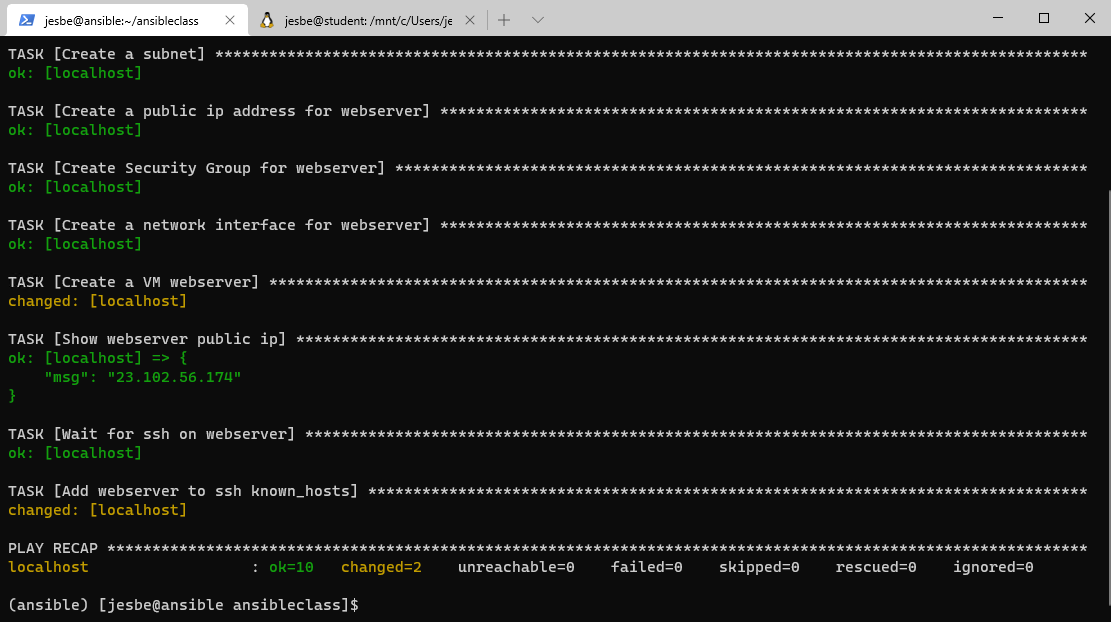 jesbe@ansible:~/ansibleclass
jesbe@student: /mnt/c/Users/je
TASK [Create a subnet] *************************************************************************************************
ok: [localhost]
TASK [Create a public ip address for webserver] ************************************************************************
ok: [localhost]
TASK [Create Security Group for webserver] *****************************************************************************
ok: [localhost]
TASK [Create a network interface for webserver] ************************************************************************
ok: [localhost]
TASK [Create a VM webserver] *******************************************************************************************
changed: [localhost]
TASK [Show webserver public ip] ****************************************************************************************
ok: [localhost] => {
    "msg": "23.102.56.174"
}
TASK [Wait for ssh on webserver] ***************************************************************************************
ok: [localhost]
TASK [Add webserver to ssh known_hosts] ********************************************************************************
changed: [localhost]
PLAY RECAP *************************************************************************************************************
localhost                  : ok=10   changed=2    unreachable=0    failed=0    skipped=0    rescued=0    ignored=0
(ansible) [jesbe@ansible ansibleclass]$